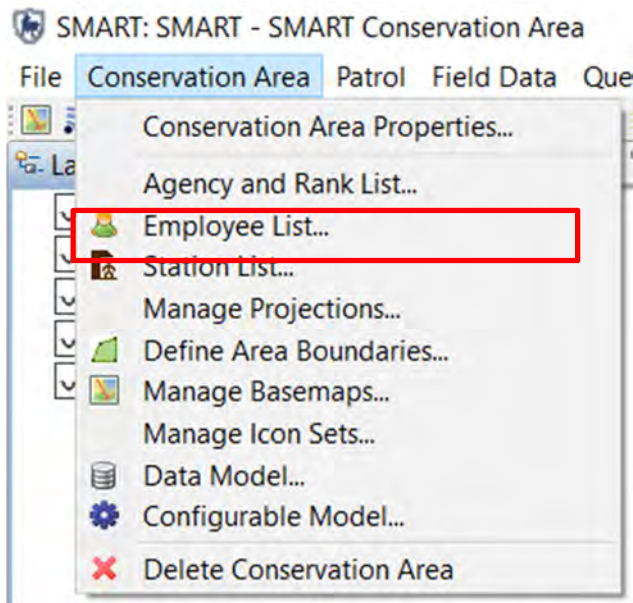 SMART: SMART - SMART Conservation Area
File Conservation Area Patrol Field Data Que
La
Conservation Area Properties...
Agency and Rank List...
Employee List...
Station List...
Manage Projections...
Define Area Boundaries...
Manage Basemaps...
Manage Icon Sets...
Data Model...
Configurable Model...
Delete Conservation Area